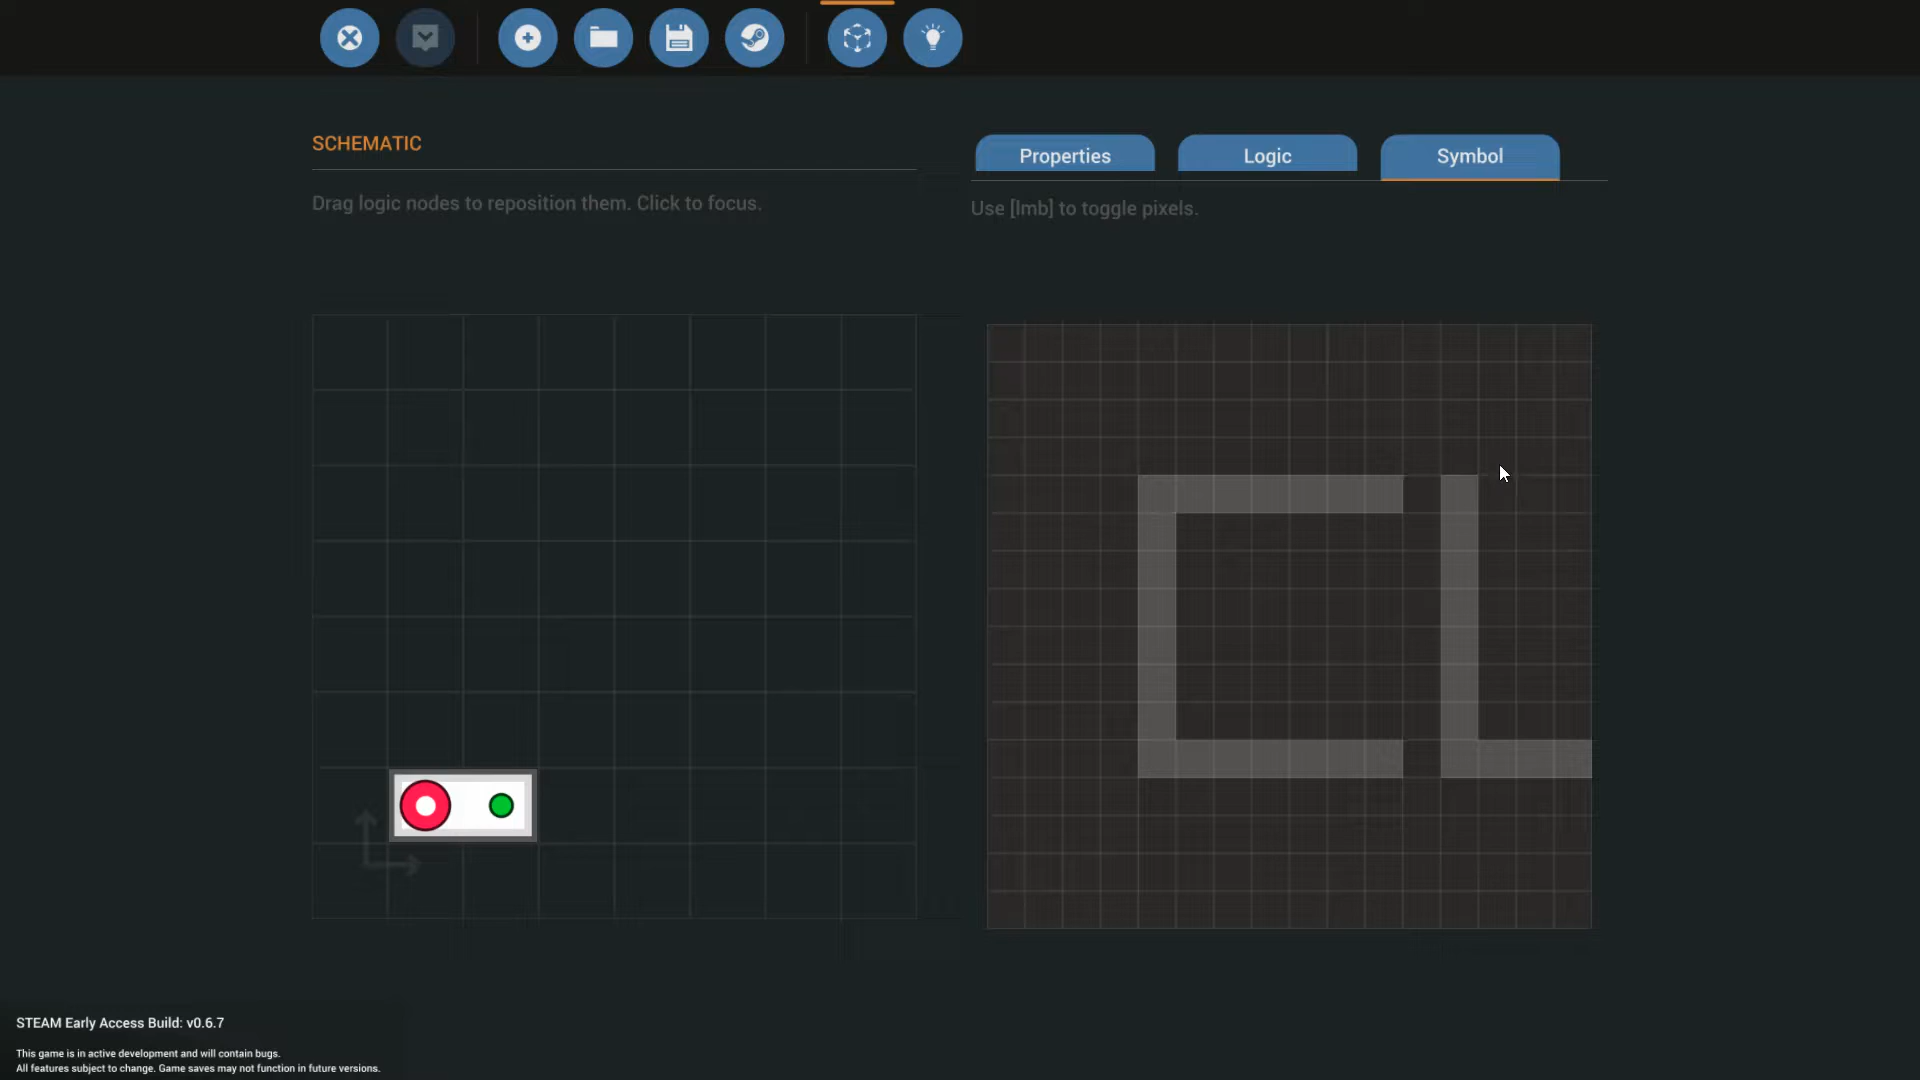 SCHEMATIC
Drag logic nodes to reposition them. Click to focus.
Properties
Logic
Symbol
Use [lmb] to toggle pixels.
CL
STEAM Early Access Build: v0.6.7
This game is in active development and will contain bugs.
All features subject to change. Game saves may not function in future versions.